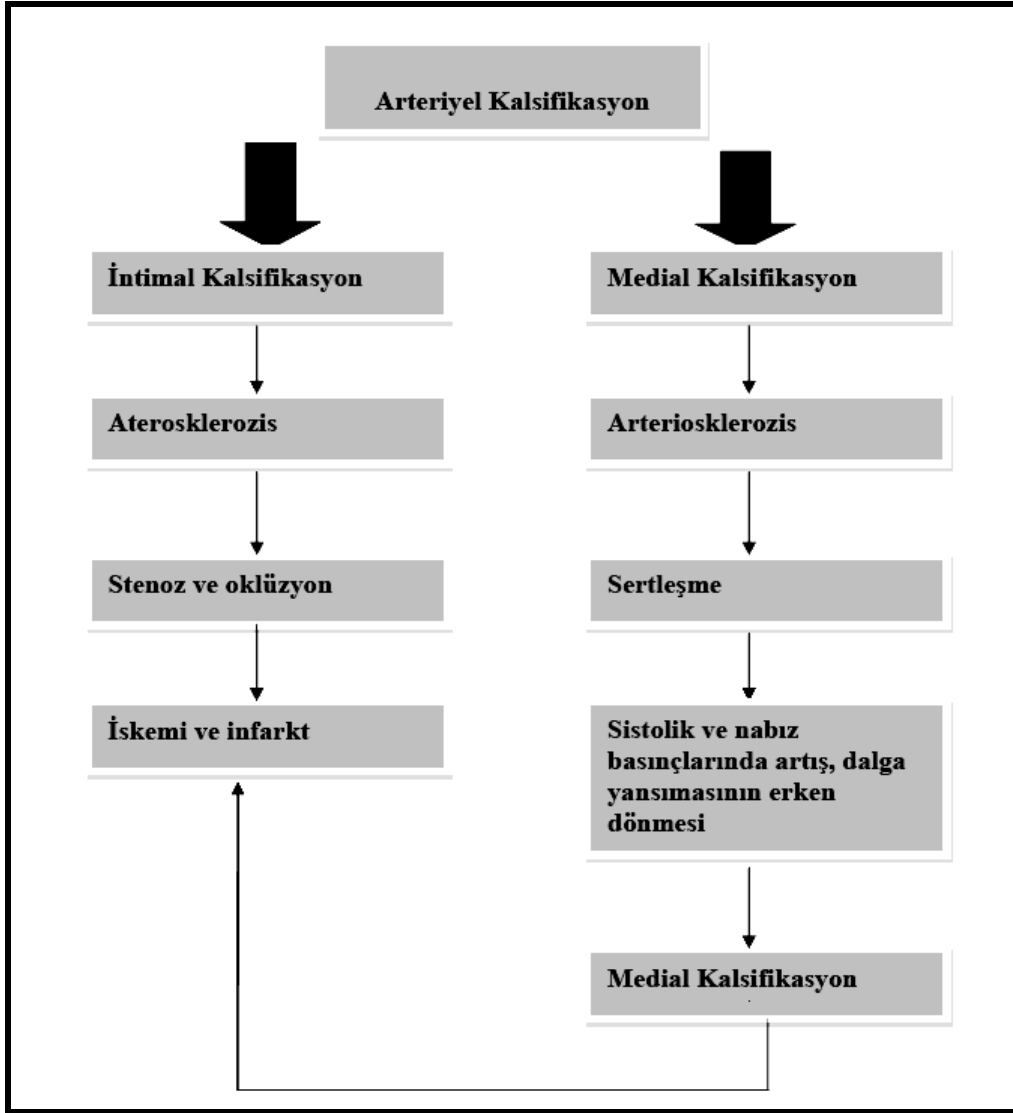 Arteriyel Kalsifikasyon
İntimal Kalsifikasyon
Medial Kalsifikasyon
Aterosklerozis
Arteriosklerozis
Stenoz ve oklüzyon
Sertleşme
İskemi ve infarkt
Sistolik ve nabız
basınçlarında artış, dalga
yansımasının erken
dönmesi
Medial Kalsifikasyon